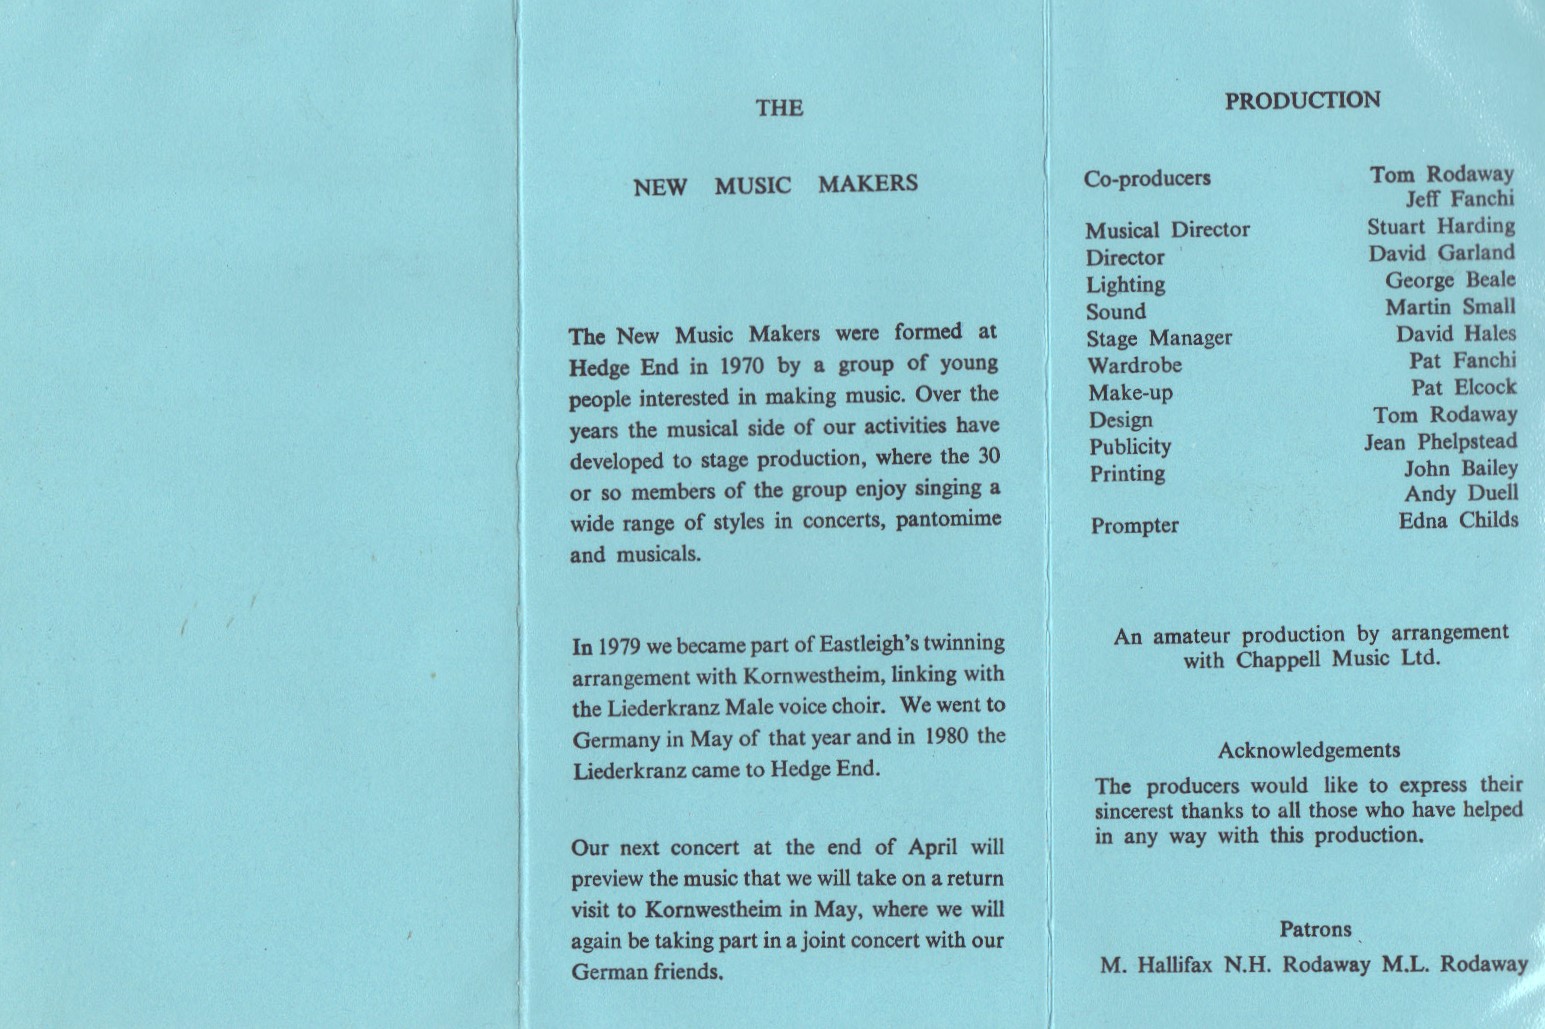 THE
NEW MUSIC MAKERS
The New Music Makers were formed at
Hedge End in 1970 by a group of young
people interested in making music. Over the
years the musical side of our activities have
developed to stage production, where the 30
or so members of the group enjoy singing a
wide range of styles in concerts, pantomime
and musicals.
In 1979 we became part of Eastleigh's twinning
arrangement with Kornwestheim, linking with
the Liederkranz Male voice choir. We went to
Germany in May of that year and in 1980 the
Liederkranz came to Hedge End.
Our next concert at the end of April will
preview the music that we will take on a return
visit to Kornwestheim in May, where we will
again be taking part in a joint concert with our
German friends.
PRODUCTION
Co-producers Tom Rodaway
Jeff Fanchi
Musical Director Stuart Harding
Director David Garland
Lighting George Beale
Sound Martin Small
Stage Manager David Hales
Wardrobe Pat Fanchi
Make-up Pat Elcock
Design Tom Rodaway
Publicity Jean Phelpstead
Printing John Bailey
Andy Duell
Prompter Edna Childs
An amateur production by arrangement
with Chappell Music Ltd.
Acknowledgements
The producers would like to express their
sincerest thanks to all those who have helped
in any way with this production.
Patrons
M. Hallifax N.H. Rodaway M.L. Rodaway